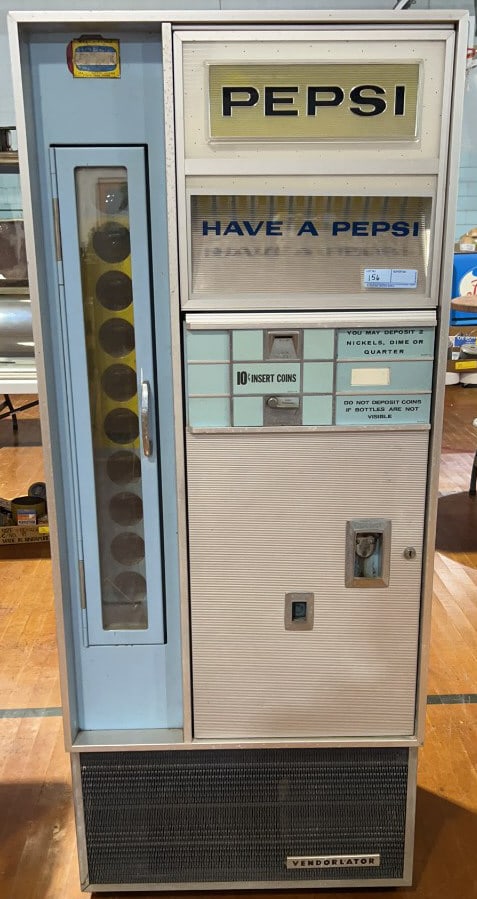 PEPSI
HAVE A PEPSI
156
YOU MAY DEPOSIT 2
NICKELS, DIME OR
QUARTER
10¢ INSERT COINS
DO NOT DEPOSIT COINS
IF BOTTLES ARE NOT
VISIBLE
VENDORLATOR